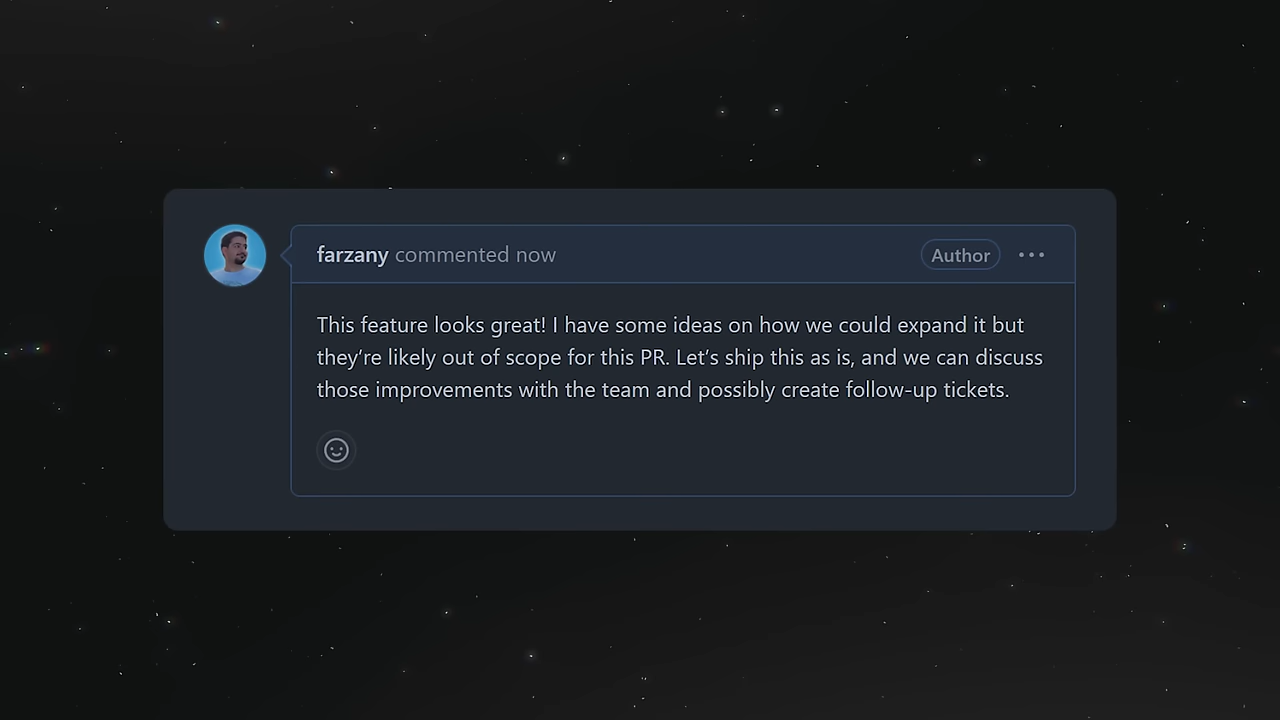 farzany commented now
Author
This feature looks great! I have some ideas on how we could expand it but
they’re likely out of scope for this PR. Let’s ship this as is, and we can discuss
those improvements with the team and possibly create follow-up tickets.